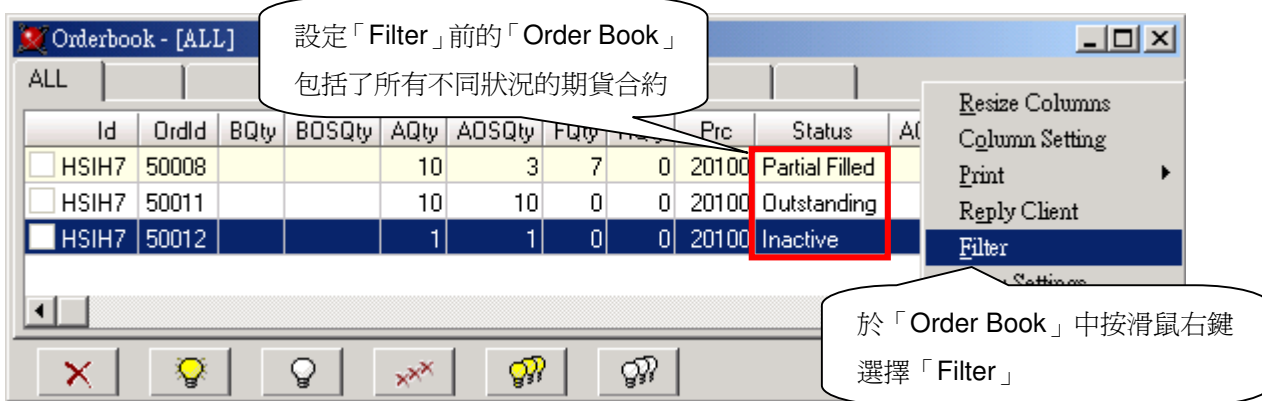 Orderbook - [ALL]
設定「Filter」前的「Order Book」
包括了所有不同狀況的期貨合約
ALL
Id OrdId BQty BOSQty AQty AOSQty FQty Prc Status
HSIH7 50008 10 3 7 0 20100 Partial Filled
HSIH7 50011 10 10 0 0 20100 Outstanding
HSIH7 50012 1 1 0 0 20100 Inactive
Resize Columns
Column Setting
Print
Reply Client
Filter
於「Order Book」中按滑鼠右鍵
選擇「Filter」